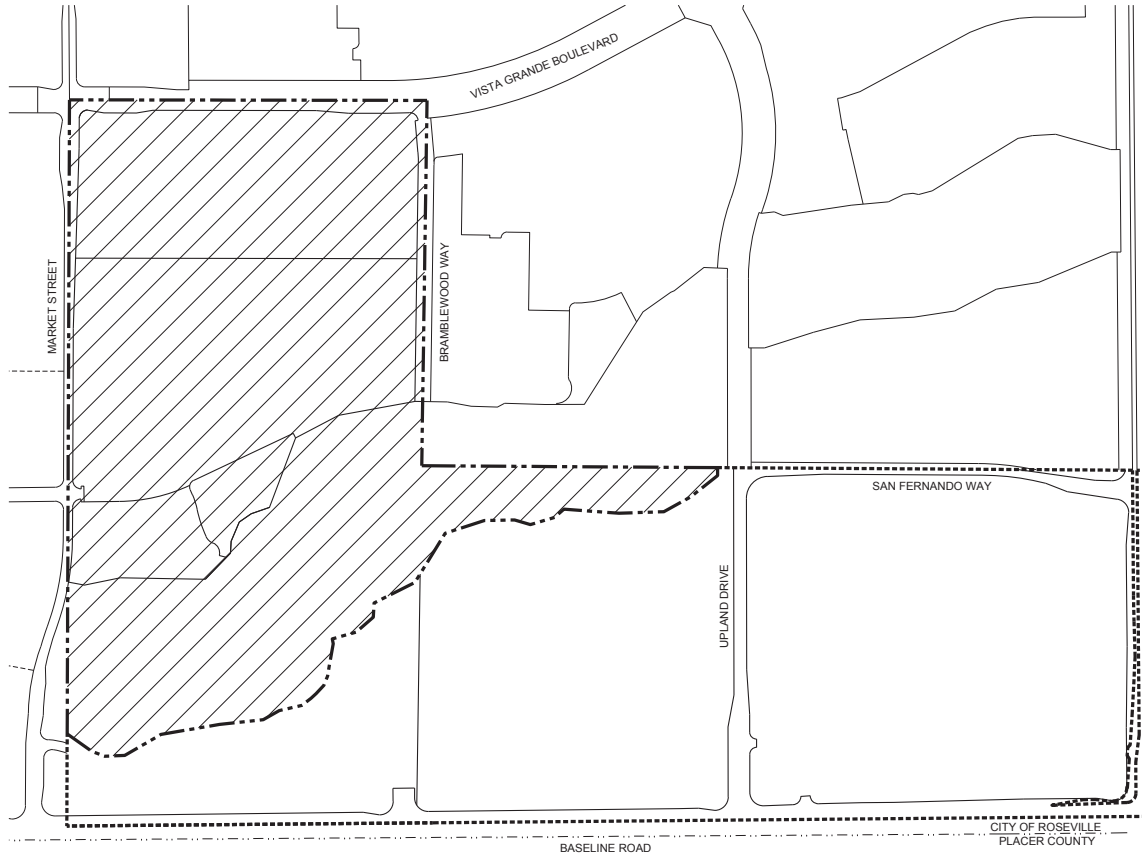 VISTA GRANDE BOULEVARD
MARKET STREET
BRAMBLEWOOD WAY
SAN FERNANDO WAY
UPLAND DRIVE
CITY OF ROSEVILLE
PLACER COUNTY
BASELINE ROAD